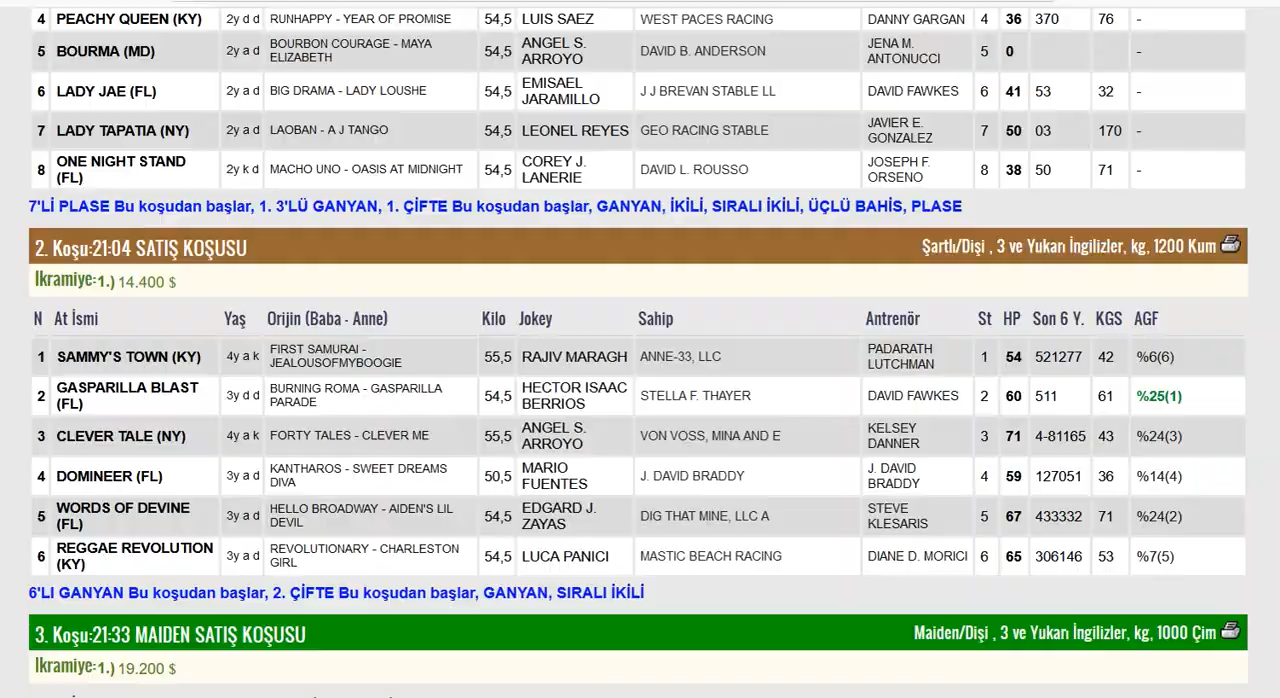 4 PEACHY QUEEN (KY) 2y d d RUNHAPPY - YEAR OF PROMISE 54,5 LUIS SAEZ WEST PACES RACING DANNY GARGAN 4 36 370 76 -
5 BOURMA (MD) 2y a d BOURBON COURAGE - MAYA ELIZABETH 54,5 ANGEL S. ARROYO DAVID B. ANDERSON JENA M. ANTONUCCI 5 0 -
6 LADY JAE (FL) 2y a d BIG DRAMA - LADY LOUSHE 54,5 EMISAEL JARAMILLO J J BREVAN STABLE LL DAVID FAWKES 6 41 53 32 -
7 LADY TAPATIA (NY) 2y a d LAOBAN - A J TANGO 54,5 LEONEL REYES GEO RACING STABLE JAVIER E. GONZALEZ 7 50 03 170 -
8 ONE NIGHT STAND (FL) 2y k d MACHO UNO - OASIS AT MIDNIGHT 54,5 COREY J. LANERIE DAVID L. ROUSSO JOSEPH F. ORSENO 8 38 50 71 -
7'Lİ PLASE Bu koşudan başlar, 1. 3'LÜ GANYAN, 1. ÇİFTE Bu koşudan başlar, GANYAN, İKİLİ, SIRALI İKİLİ, ÜÇLÜ BAHİS, PLASE
2. Koşu:21:04 SATIŞ KOŞUSU Şartlı/Dişi , 3 ve Yukarı İngilizler, kg, 1200 Kum
İkramiye:1.) 14.400 $
N At İsmi Yaş Orijin (Baba - Anne) Kilo Jokey Sahip Antrenör St HP Son 6 Y. KGS AGF
1 SAMMY'S TOWN (KY) 4y a k FIRST SAMURAI - JEALOUSOFMYBOOGIE 55,5 RAJIV MARAGH ANNE-33, LLC PADARATH LUTCHMAN 1 54 521277 42 %6(6)
2 GASPARILLA BLAST (FL) 3y d d BURNING ROMA - GASPARILLA PARADE 54,5 HECTOR ISAAC BERRIOS STELLA F. THAYER DAVID FAWKES 2 60 511 61 %25(1)
3 CLEVER TALE (NY) 4y a k FORTY TALES - CLEVER ME 55,5 ANGEL S. ARROYO VON VOSS, MINA AND E KELSEY DANNER 3 71 4-81165 43 %24(3)
4 DOMINEER (FL) 3y a d KANTHAROS - SWEET DREAMS DIVA 50,5 MARIO FUENTES J. DAVID BRADDY J. DAVID BRADDY 4 59 127051 36 %14(4)
5 WORDS OF DEVINE (FL) 3y a d HELLO BROADWAY - AIDEN'S LIL DEVIL 54,5 EDGARD J. ZAYAS DIG THAT MINE, LLC A STEVE KLESARIS 5 67 433332 71 %24(2)
6 REGGAE REVOLUTION (KY) 3y a d REVOLUTIONARY - CHARLESTON GIRL 54,5 LUCA PANICI MASTIC BEACH RACING DIANE D. MORICI 6 65 306146 53 %7(5)
6'LI GANYAN Bu koşudan başlar, 2. ÇİFTE Bu koşudan başlar, GANYAN, SIRALI İKİLİ
3. Koşu:21:33 MAIDEN SATIŞ KOŞUSU Maiden/Dişi , 3 ve Yukarı İngilizler, kg, 1000 Çim
İkramiye:1.) 19.200 $